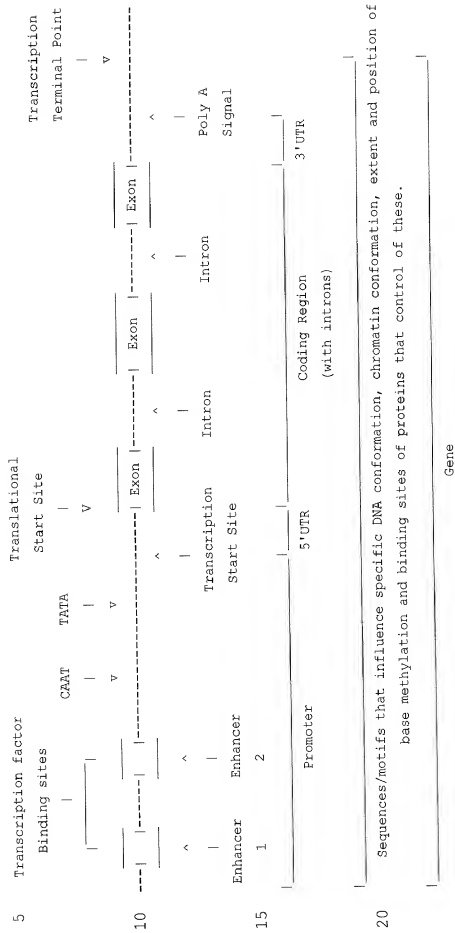 5 Transcription factor Translational Transcription
Binding sites Start Site Terminal Point
CAAT TATA
10 Exon Exon Exon
Transcription Intron Intron Poly A
Enhancer Enhancer Start Site Signal
15 1 2
Promoter 5'UTR Coding Region 3'UTR
(with introns)
20 Sequences/motifs that influence specific DNA conformation, chromatin conformation, extent and position of
base methylation and binding sites of proteins that control of these.
Gene